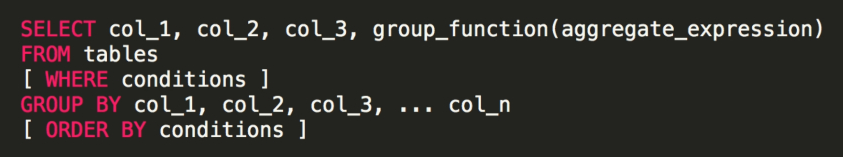 SELECT col_1, col_2, col_3, group_function(aggregate_expression)
FROM tables
[ WHERE conditions ]
GROUP BY col_1, col_2, col_3, ... col_n
[ ORDER BY conditions ]